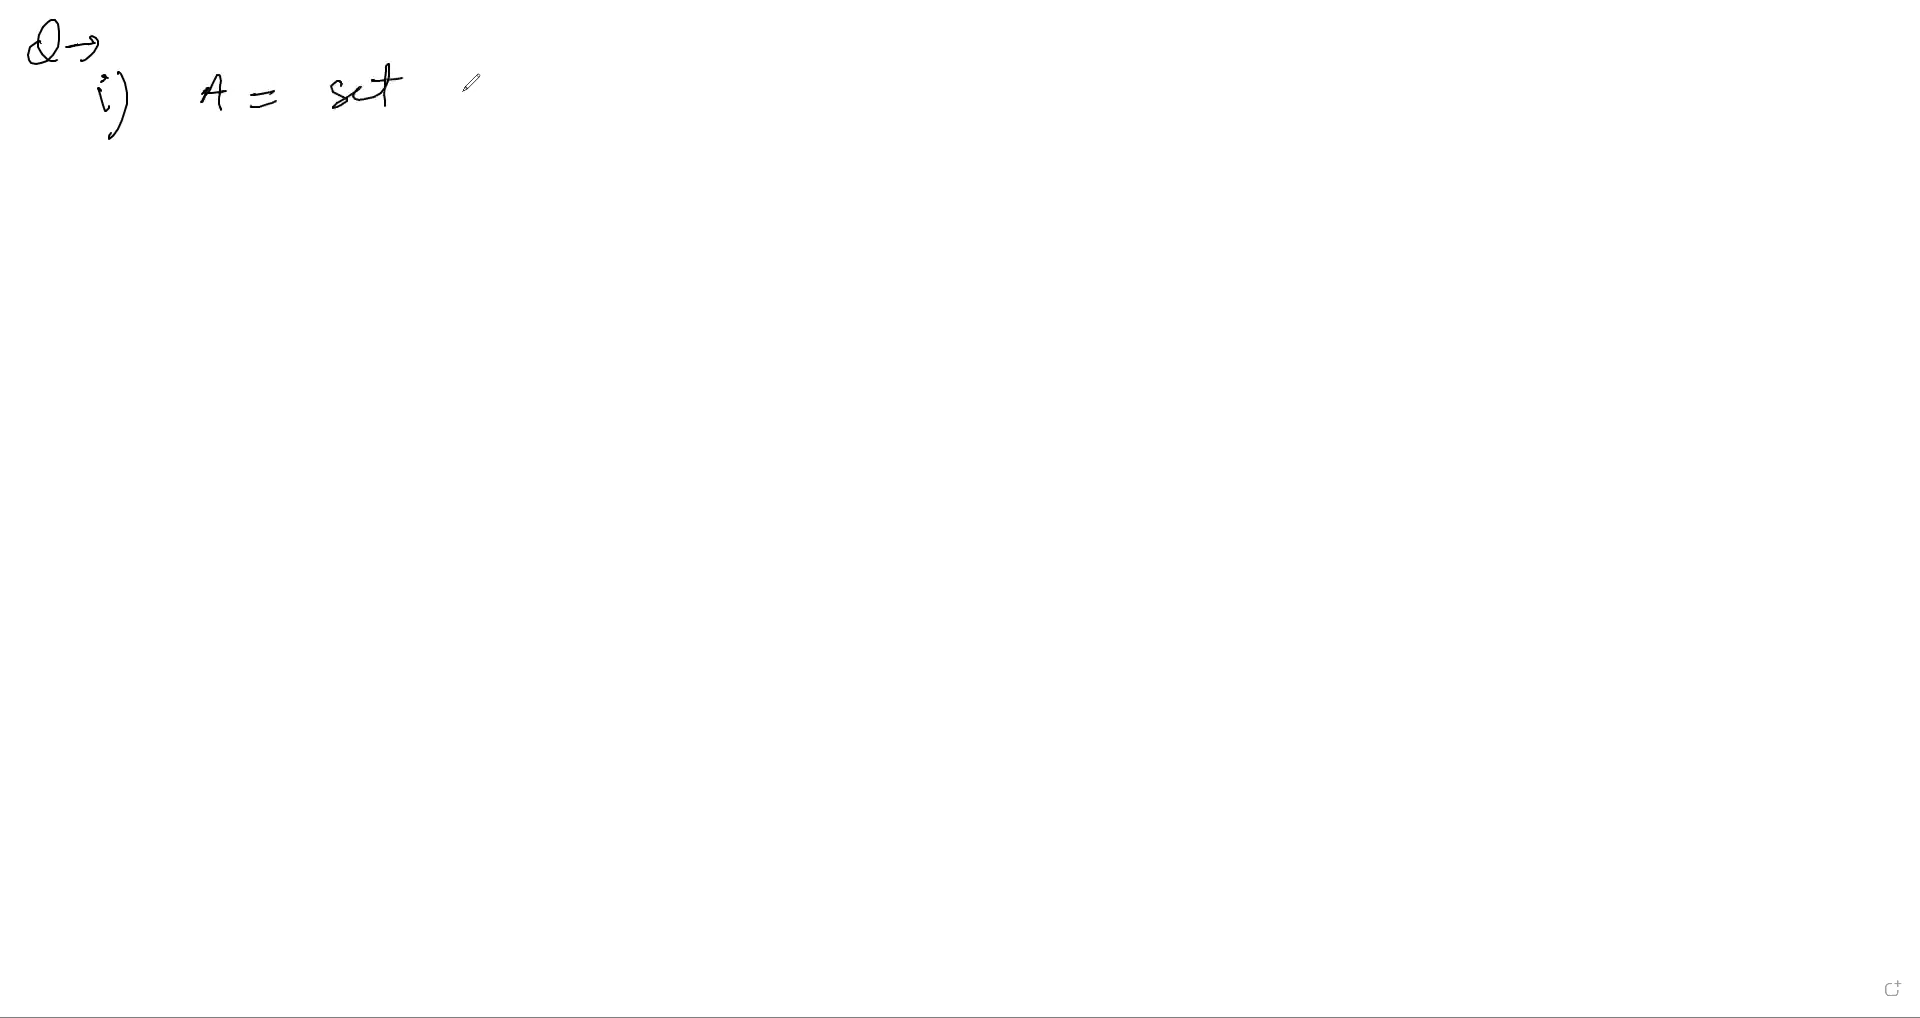 Q→
i) A = set